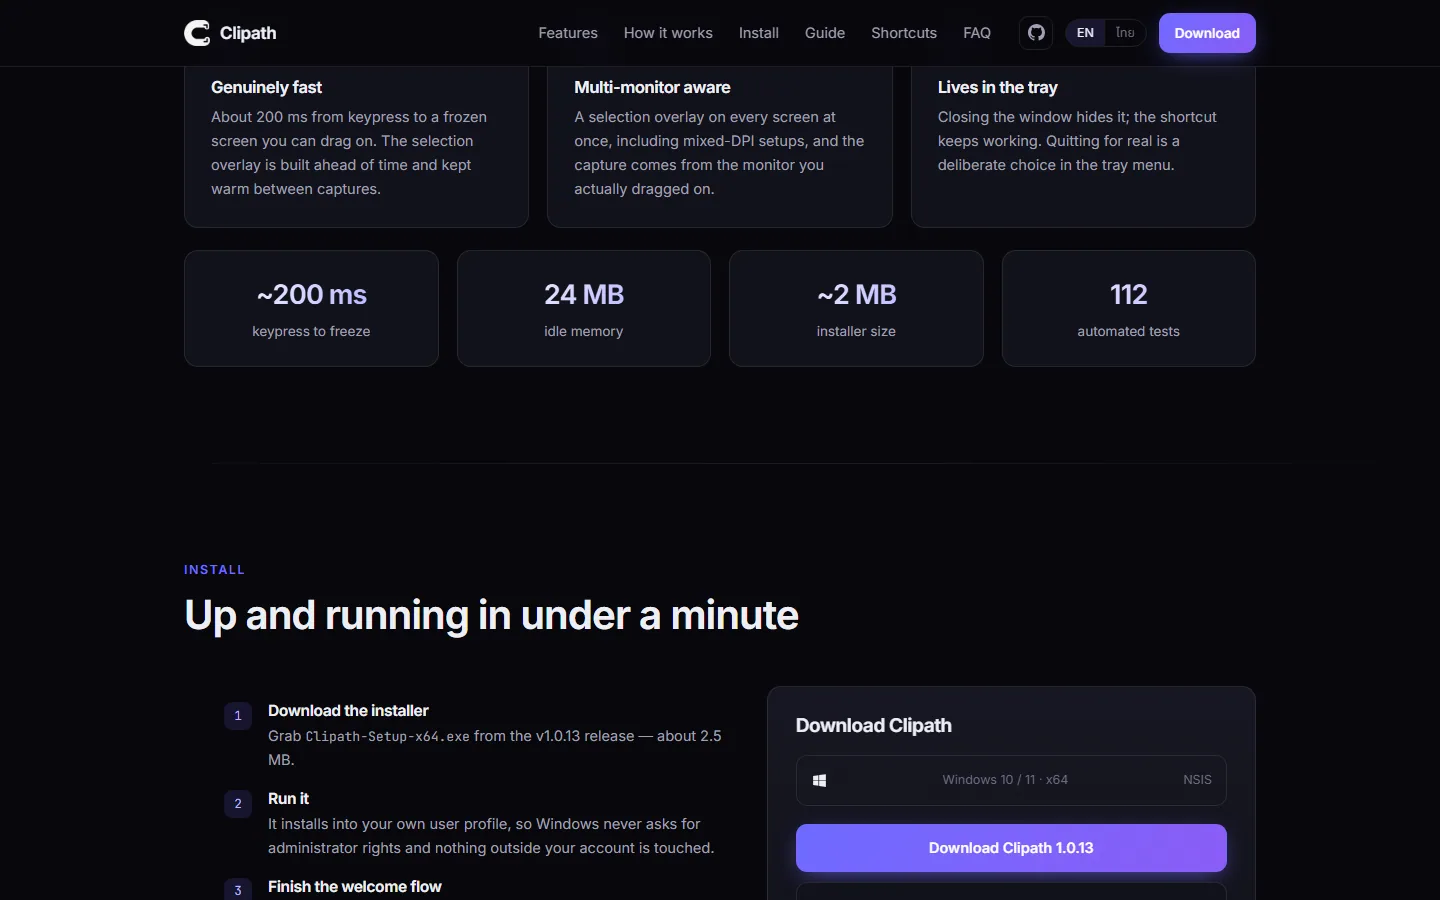 Clipath
Features
How it works
Install
Guide
Shortcuts
FAQ
EN
ไทย
Download
Genuinely fast
About 200 ms from keypress to a frozen
screen you can drag on. The selection
overlay is built ahead of time and kept
warm between captures.
Multi-monitor aware
A selection overlay on every screen at
once, including mixed-DPI setups, and the
capture comes from the monitor you
actually dragged on.
Lives in the tray
Closing the window hides it; the shortcut
keeps working. Quitting for real is a
deliberate choice in the tray menu.
~200 ms
keypress to freeze
24 MB
idle memory
~2 MB
installer size
112
automated tests
INSTALL
Up and running in under a minute
1
Download the installer
Grab Clipath-Setup-x64.exe from the v1.0.13 release — about 2.5
MB.
2
Run it
It installs into your own user profile, so Windows never asks for
administrator rights and nothing outside your account is touched.
3
Finish the welcome flow
Download Clipath
Windows 10 / 11 · x64
NSIS
Download Clipath 1.0.13